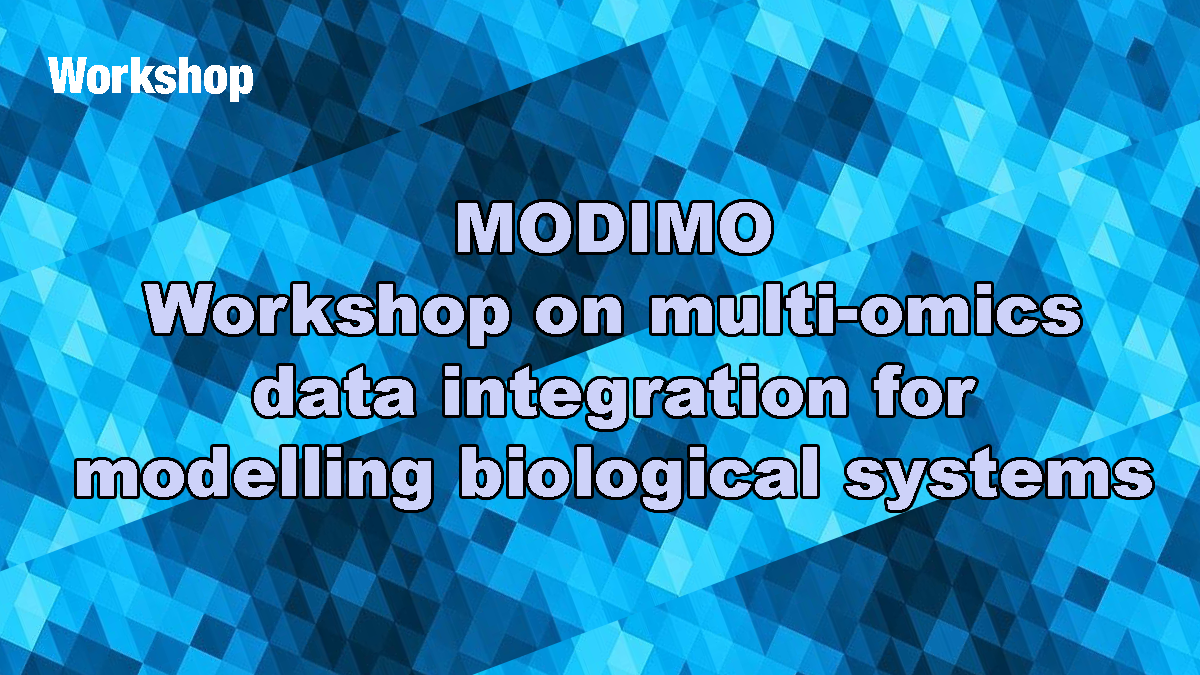 Workshop
MODIMO
Workshop on multi-omics
data integration for
modelling biological systems